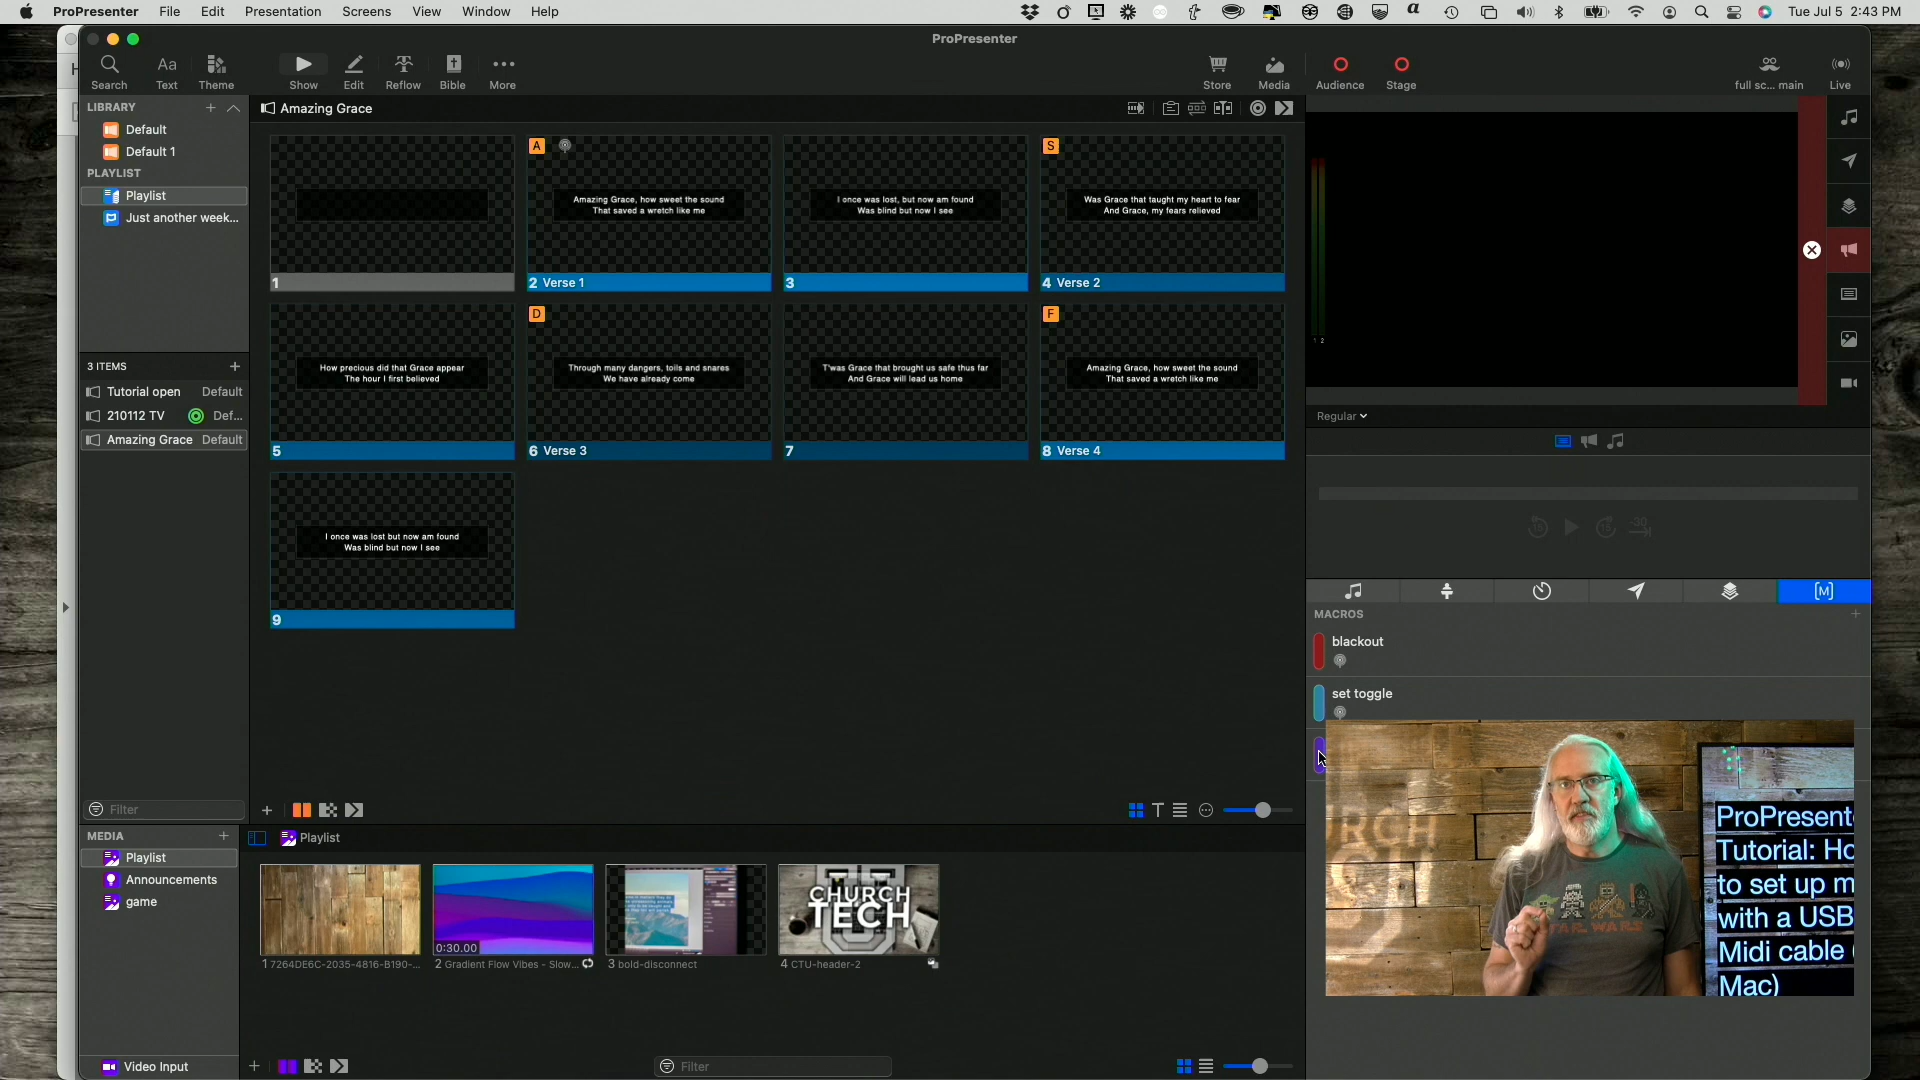 ProPresenter File Edit Presentation Screens View Window Help
Tue Jul 5 2:43 PM
ProPresenter
Search Text Theme Show Edit Reflow Bible More
Store Media Audience Stage full sc... main Live
LIBRARY
Default
Default 1
PLAYLIST
Playlist
Just another week...
3 ITEMS
Tutorial open Default
210112 TV Def...
Amazing Grace Default
Filter
Amazing Grace
1
A
Amazing Grace, how sweet the sound
That saved a wretch like me
2 Verse 1
I once was lost, but now am found
Was blind but now I see
3
S
Was Grace that taught my heart to fear
And Grace, my fears relieved
4 Verse 2
How precious did that Grace appear
The hour I first believed
5
D
Through many dangers, toils and snares
We have already come
6 Verse 3
T'was Grace that brought us safe thus far
And Grace will lead us home
7
F
Amazing Grace, how sweet the sound
That saved a wretch like me
8 Verse 4
I once was lost but now am found
Was blind but now I see
9
1 2
Regular
MACROS
blackout
set toggle
ProPresent
Tutorial: Ho
to set up m
with a USB
Midi cable (
Mac)
STAR WARS
MEDIA
Playlist
Announcements
game
Video Input
Playlist
0:30.00
CHURCH
TECH
1 7264DE6C-2035-4816-B190-...
2 Gradient Flow Vibes - Slow...
3 bold-disconnect
4 CTU-header-2
Filter